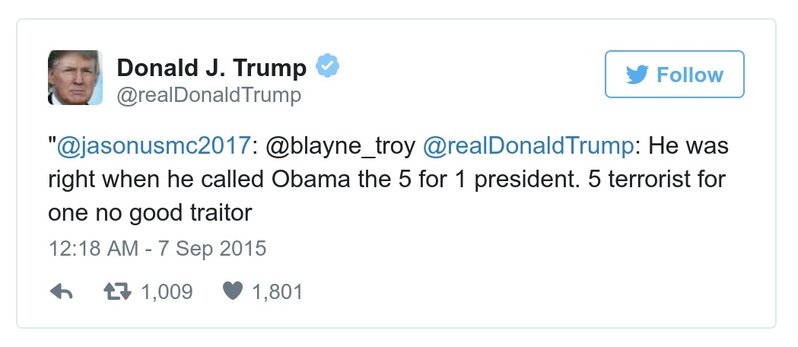 Donald J. Trump
@realDonaldTrump
Follow
"@jasonusmc2017: @blayne_troy @realDonaldTrump: He was
right when he called Obama the 5 for 1 president. 5 terrorist for
one no good traitor
12:18 AM - 7 Sep 2015
1,009 1,801